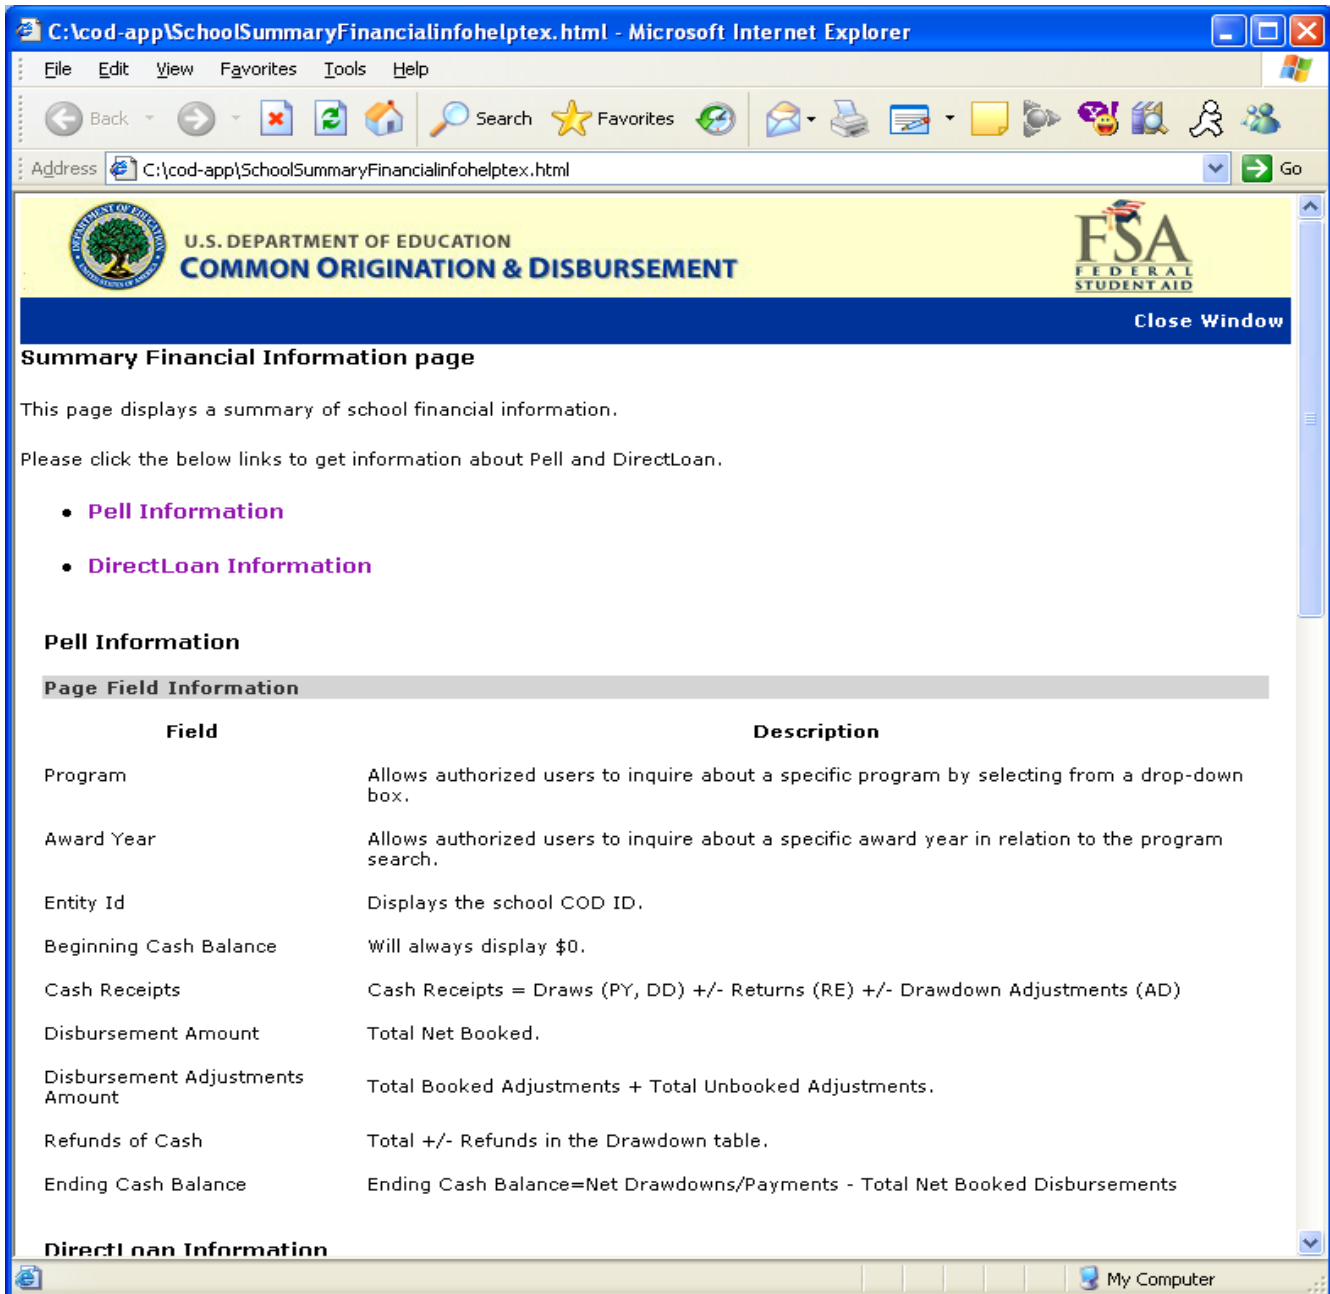 C:\cod-app\SchoolSummaryFinancialinfohelptex.html - Microsoft Internet Explorer
File Edit View Favorites Tools Help
Back Search Favorites
Address C:\cod-app\SchoolSummaryFinancialinfohelptex.html Go
U.S. DEPARTMENT OF EDUCATION
COMMON ORIGINATION & DISBURSEMENT
FSA
FEDERAL
STUDENT AID
Close Window
Summary Financial Information page
This page displays a summary of school financial information.
Please click the below links to get information about Pell and DirectLoan.
• Pell Information
• DirectLoan Information
Pell Information
Page Field Information
Field Description
Program Allows authorized users to inquire about a specific program by selecting from a drop-down
box.
Award Year Allows authorized users to inquire about a specific award year in relation to the program
search.
Entity Id Displays the school COD ID.
Beginning Cash Balance Will always display $0.
Cash Receipts Cash Receipts = Draws (PY, DD) +/- Returns (RE) +/- Drawdown Adjustments (AD)
Disbursement Amount Total Net Booked.
Disbursement Adjustments
Amount Total Booked Adjustments + Total Unbooked Adjustments.
Refunds of Cash Total +/- Refunds in the Drawdown table.
Ending Cash Balance Ending Cash Balance=Net Drawdowns/Payments - Total Net Booked Disbursements
DirectLoan Information
My Computer